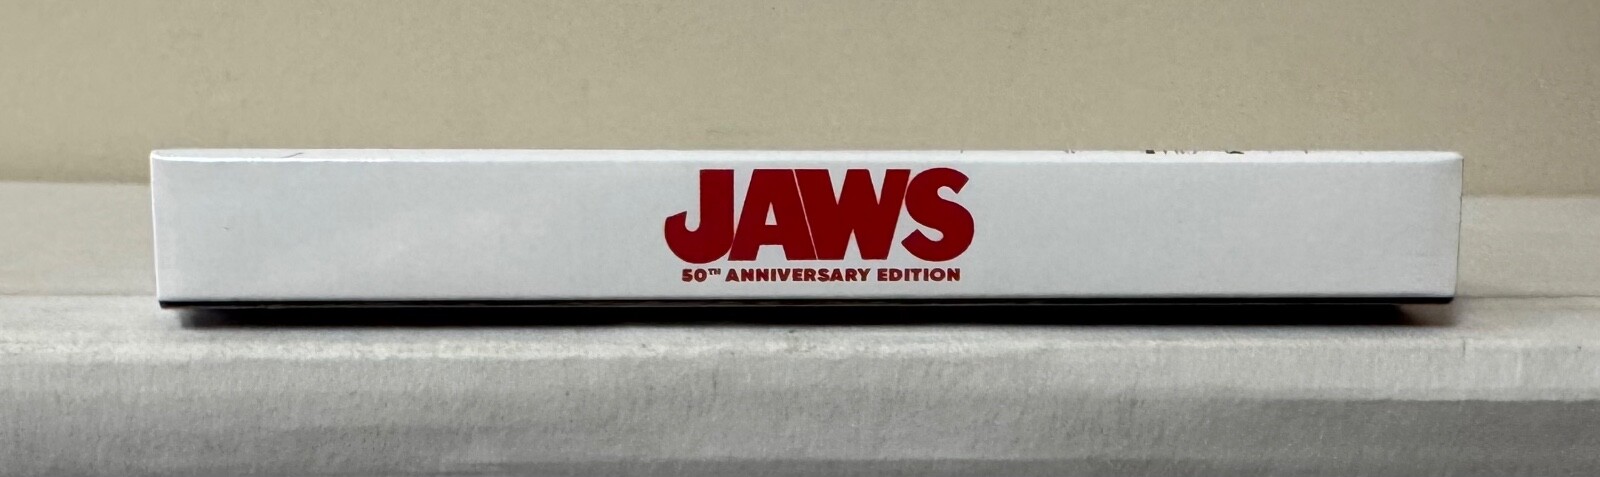 JAWS
50TH ANNIVERSARY EDITION